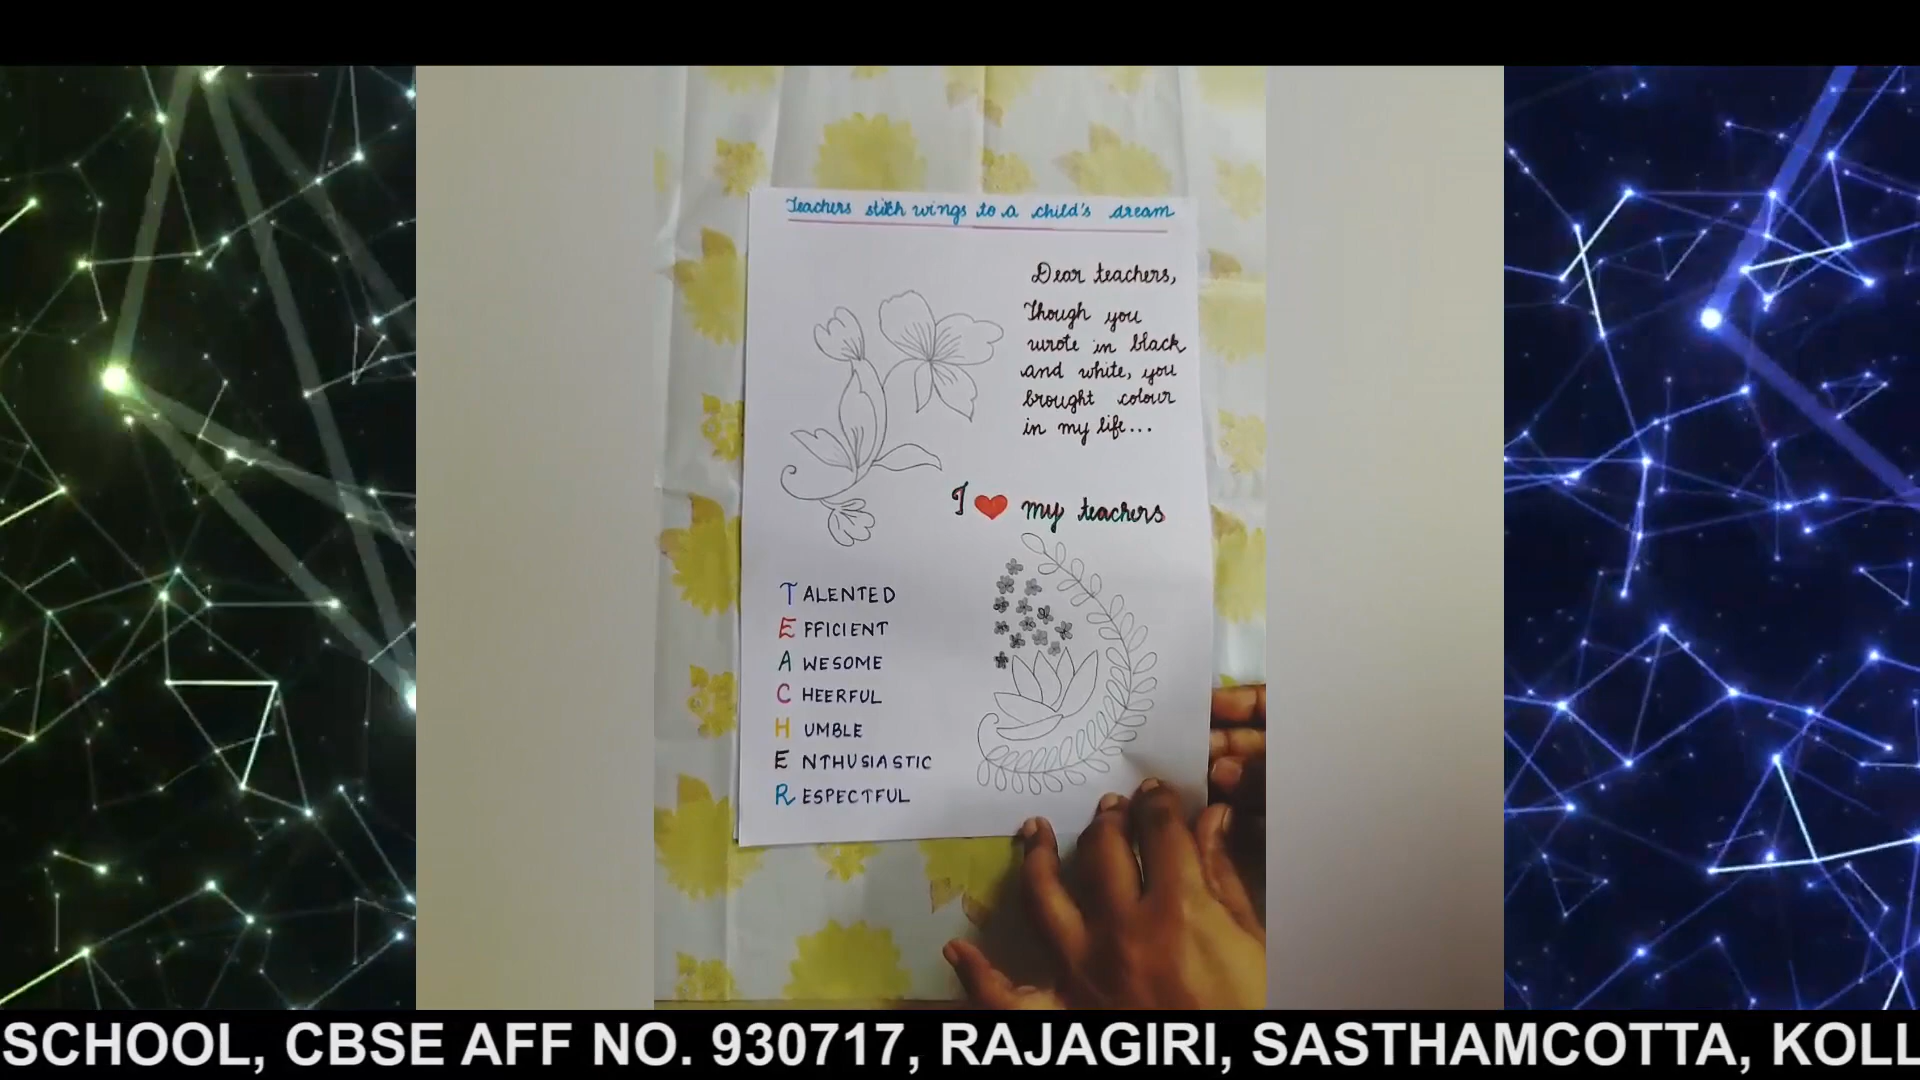 Teachers stitch wings to a child's dream
Dear teachers,
Though you
wrote in black
and white, you
brought colour
in my life...
I ❤ my teachers
TALENTED
EFFICIENT
AWESOME
CHEERFUL
HUMBLE
ENTHUSIASTIC
RESPECTFUL
SCHOOL, CBSE AFF NO. 930717, RAJAGIRI, SASTHAMCOTTA, KOLL